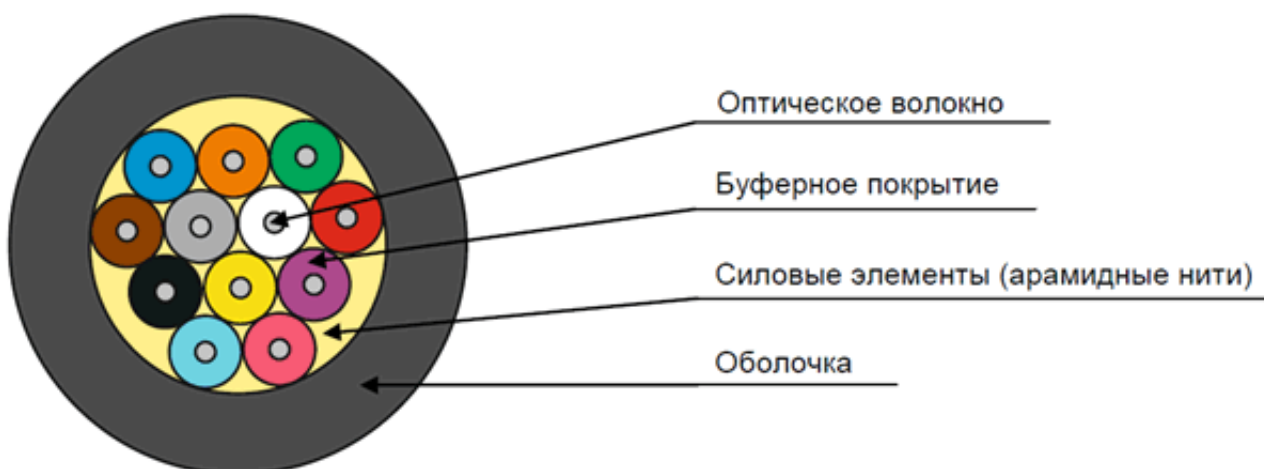 Оптическое волокно
Буферное покрытие
Силовые элементы (арамидные нити)
Оболочка